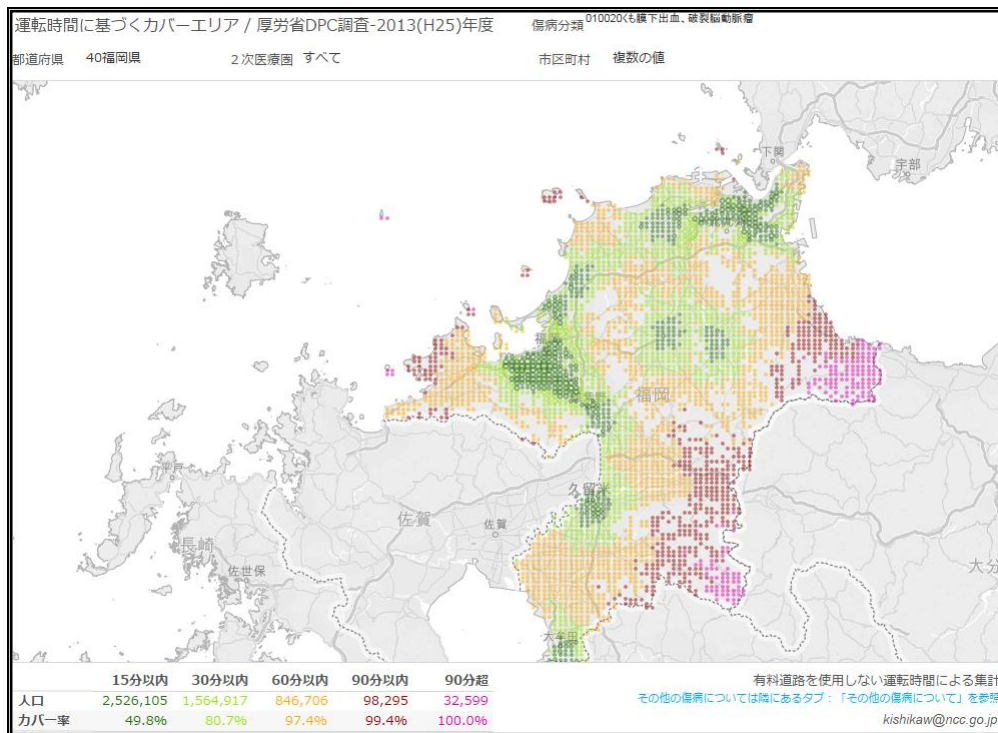 運転時間に基づくカバーエリア / 厚労省DPC調査-2013(H25)年度
傷病分類 010020くも膜下出血、破裂脳動脈瘤
都道府県 40福岡県 2次医療圏 すべて 市区町村 複数の値
下関
宇部
福岡
久留米
佐賀
佐賀
長崎
佐世保
大分
大牟田
15分以内 30分以内 60分以内 90分以内 90分超
人口 2,526,105 1,564,917 846,706 98,295 32,599
カバー率 49.8% 80.7% 97.4% 99.4% 100.0%
有料道路を使用しない運転時間による集計
その他の傷病については隣にあるタブ：「その他の傷病について」を参照
kishikaw@ncc.go.jp